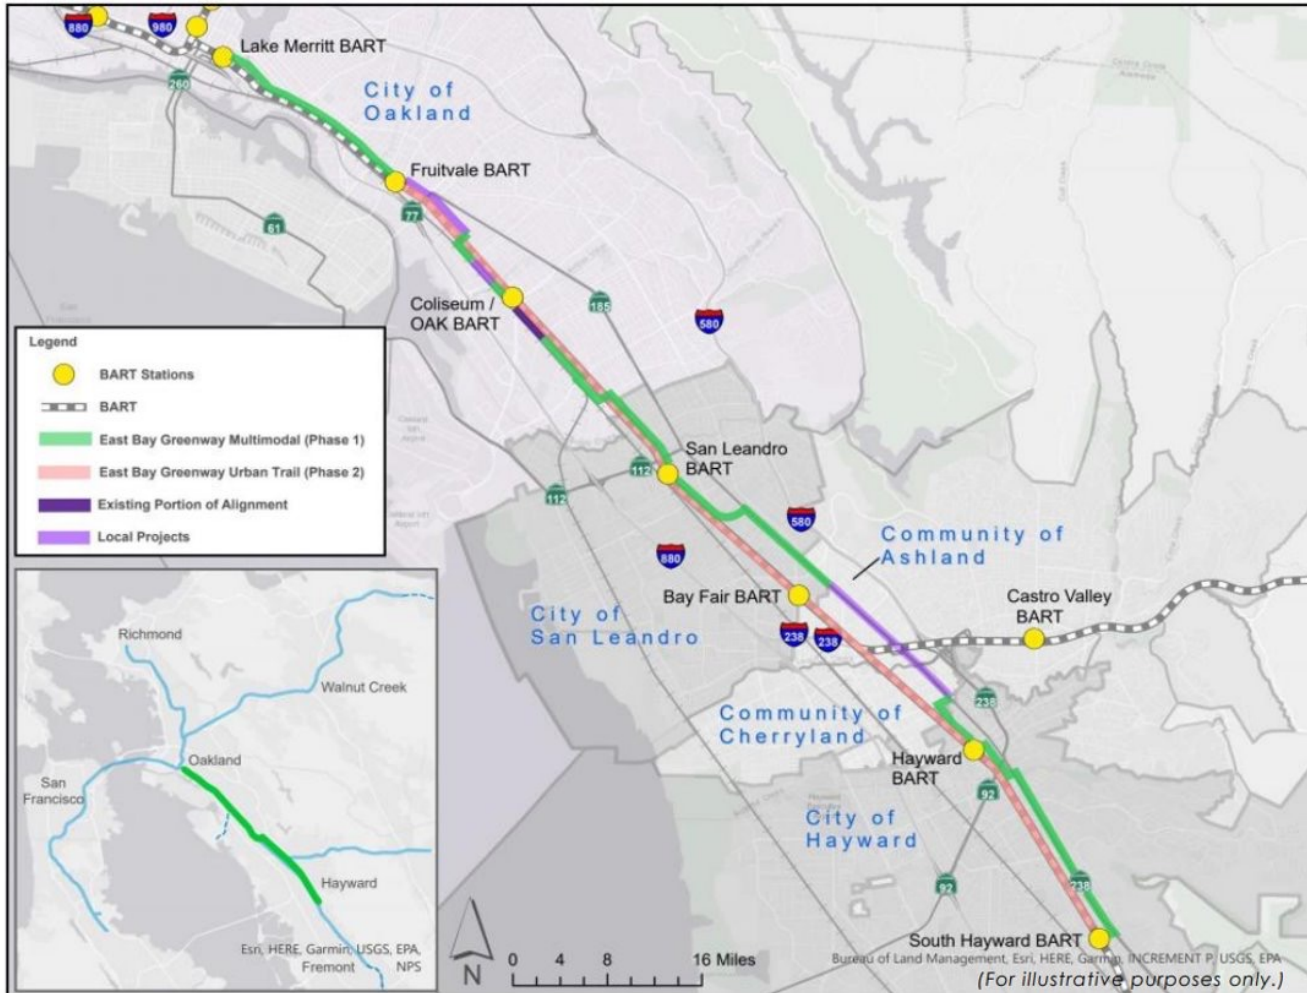 880
980
Lake Merritt BART
260
City of
Oakland
Fruitvale BART
77
61
Coliseum /
OAK BART
185
580
Legend
BART Stations
BART
East Bay Greenway Multimodal (Phase 1)
East Bay Greenway Urban Trail (Phase 2)
Existing Portion of Alignment
Local Projects
San Leandro
BART
112
112
580
880
Community of
Ashland
Bay Fair BART
Castro Valley
BART
City of
San Leandro
238
238
238
Community of
Cherryland
Hayward
BART
92
City of
Hayward
92
238
South Hayward BART
Richmond
Walnut Creek
Oakland
San
Francisco
Hayward
Esri, HERE, Garmin, USGS, EPA,
Fremont
NPS
N
0 4 8 16 Miles
Bureau of Land Management, Esri, HERE, Garmin, INCREMENT P, USGS, EPA
(For illustrative purposes only.)